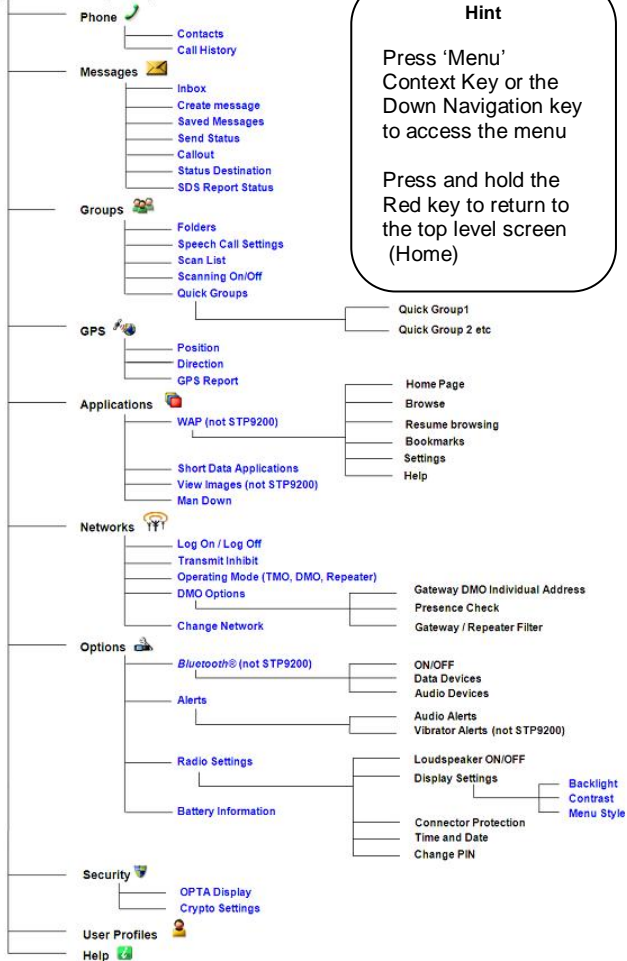 Phone
Contacts
Call History
Messages
Inbox
Create message
Saved Messages
Send Status
Callout
Status Destination
SDS Report Status
Groups
Folders
Speech Call Settings
Scan List
Scanning On/Off
Quick Groups
Quick Group1
Quick Group 2 etc
GPS
Position
Direction
GPS Report
Applications
WAP (not STP9200)
Home Page
Browse
Resume browsing
Bookmarks
Settings
Help
Short Data Applications
View Images (not STP9200)
Man Down
Networks
Log On / Log Off
Transmit Inhibit
Operating Mode (TMO, DMO, Repeater)
DMO Options
Gateway DMO Individual Address
Presence Check
Gateway / Repeater Filter
Change Network
Options
Bluetooth® (not STP9200)
ON/OFF
Data Devices
Audio Devices
Alerts
Audio Alerts
Vibrator Alerts (not STP9200)
Radio Settings
Loudspeaker ON/OFF
Display Settings
Backlight
Contrast
Menu Style
Connector Protection
Time and Date
Change PIN
Battery Information
Security
OPTA Display
Crypto Settings
User Profiles
Help
Hint
Press ‘Menu’
Context Key or the
Down Navigation key
to access the menu
Press and hold the
Red key to return to
the top level screen
(Home)